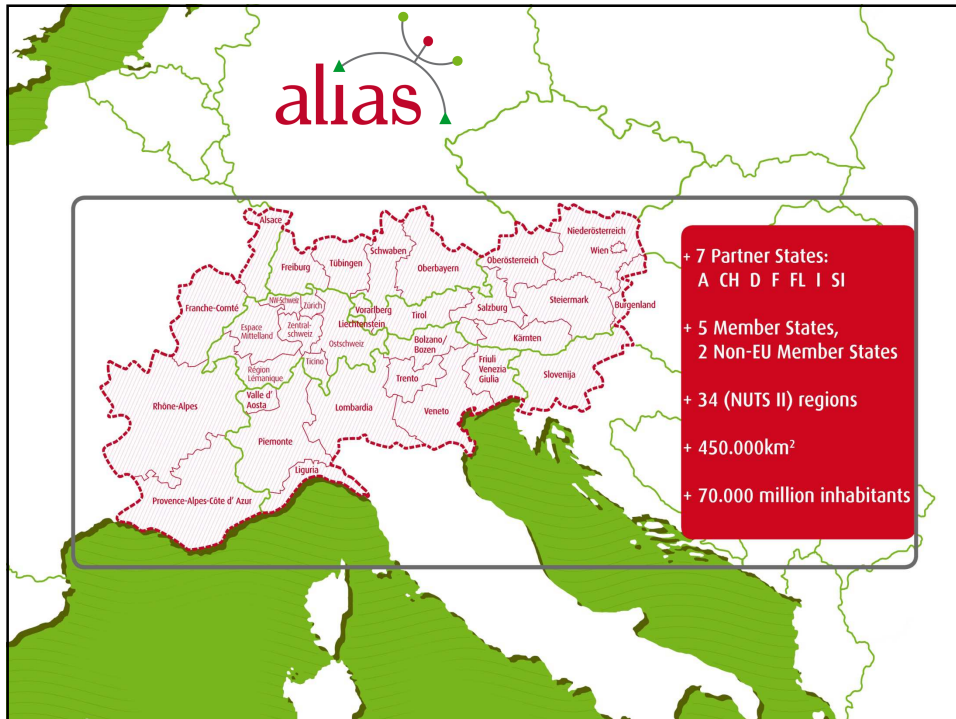 alias
Alsace
Niederösterreich
Wien
Schwaben
Tübingen
Freiburg
Oberbayern
Oberösterreich
Burgenland
Steiermark
Salzburg
Franche-Comté
NW-Schweiz
Zürich
Vorarlberg
Tirol
Liechtenstein
Espace
Mittelland
Zentral-
schweiz
Ostschweiz
Bolzano/
Bozen
Kärnten
Région
Lémanique
Ticino
Trento
Friuli
Venezia
Giulia
Slovenija
Rhône-Alpes
Valle d'
Aosta
Lombardia
Veneto
Piemonte
Liguria
Provence-Alpes-Côte d' Azur
+ 7 Partner States:
A CH D F FL I SI
+ 5 Member States,
2 Non-EU Member States
+ 34 (NUTS II) regions
+ 450.000km²
+ 70.000 million inhabitants